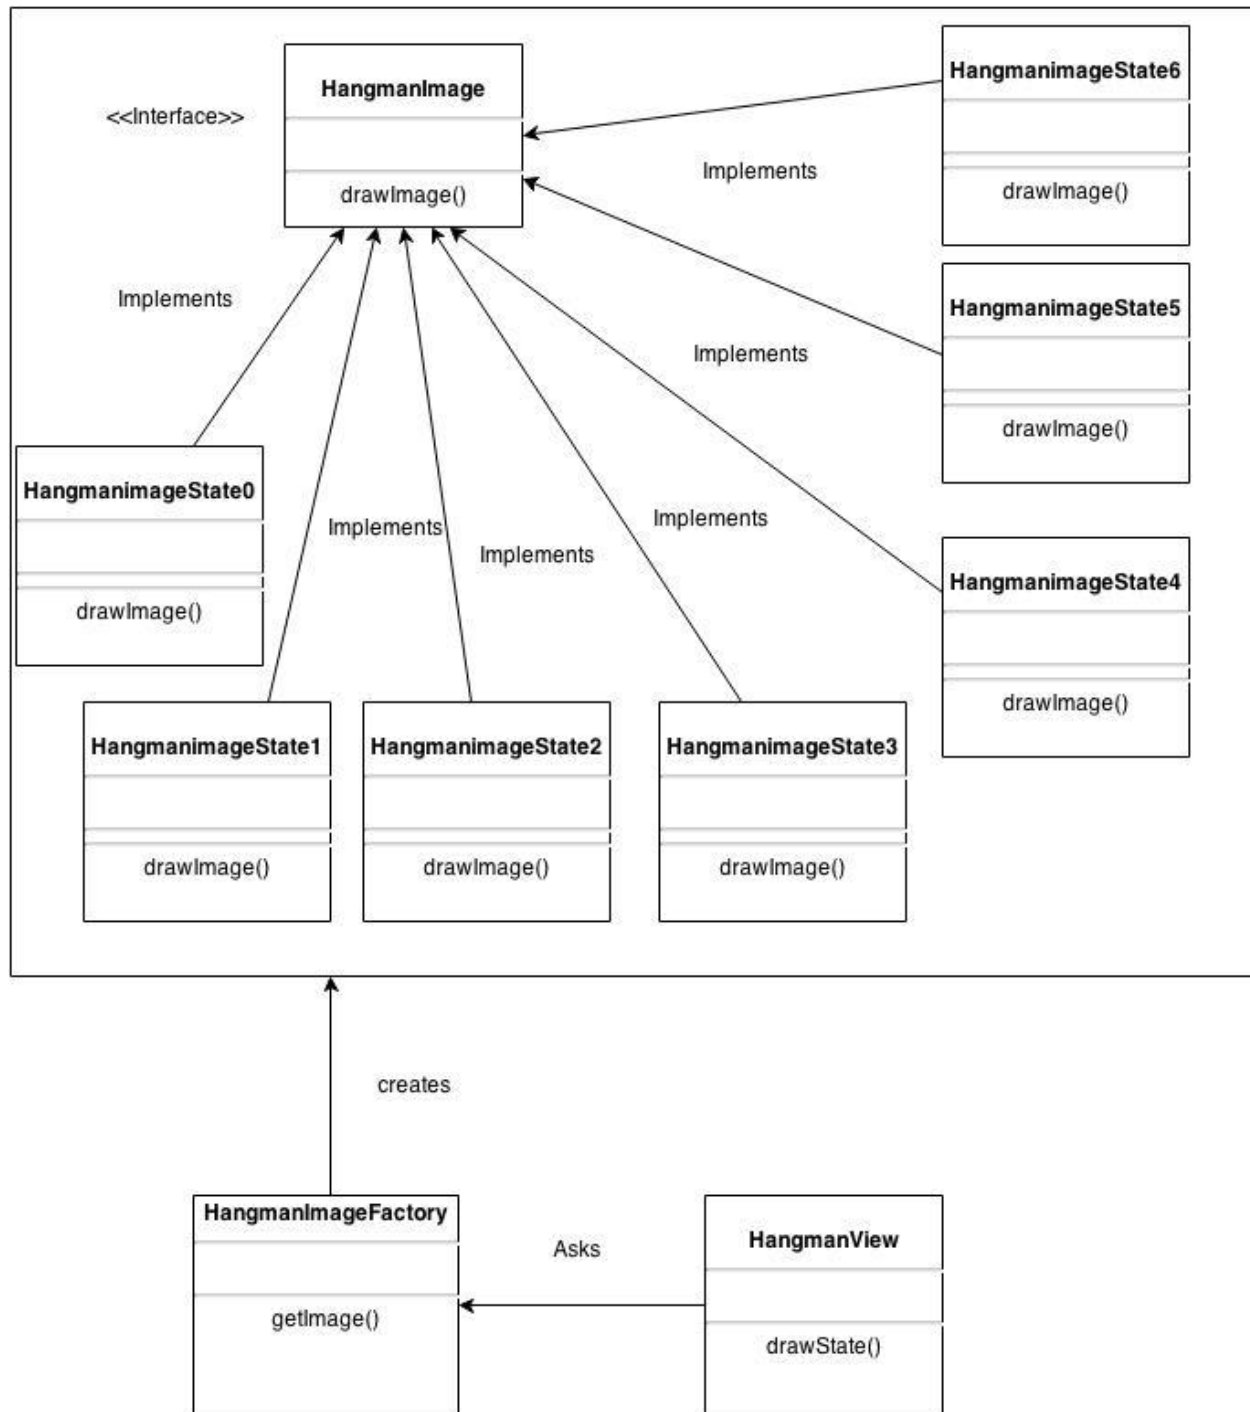 HangmanImage
<<Interface>>
drawImage()
HangmanimageState6
drawImage()
Implements
HangmanimageState5
drawImage()
Implements
Implements
HangmanimageState0
drawImage()
Implements
Implements
Implements
HangmanimageState4
drawImage()
HangmanimageState1
drawImage()
HangmanimageState2
drawImage()
HangmanimageState3
drawImage()
creates
HangmanImageFactory
getImage()
Asks
HangmanView
drawState()